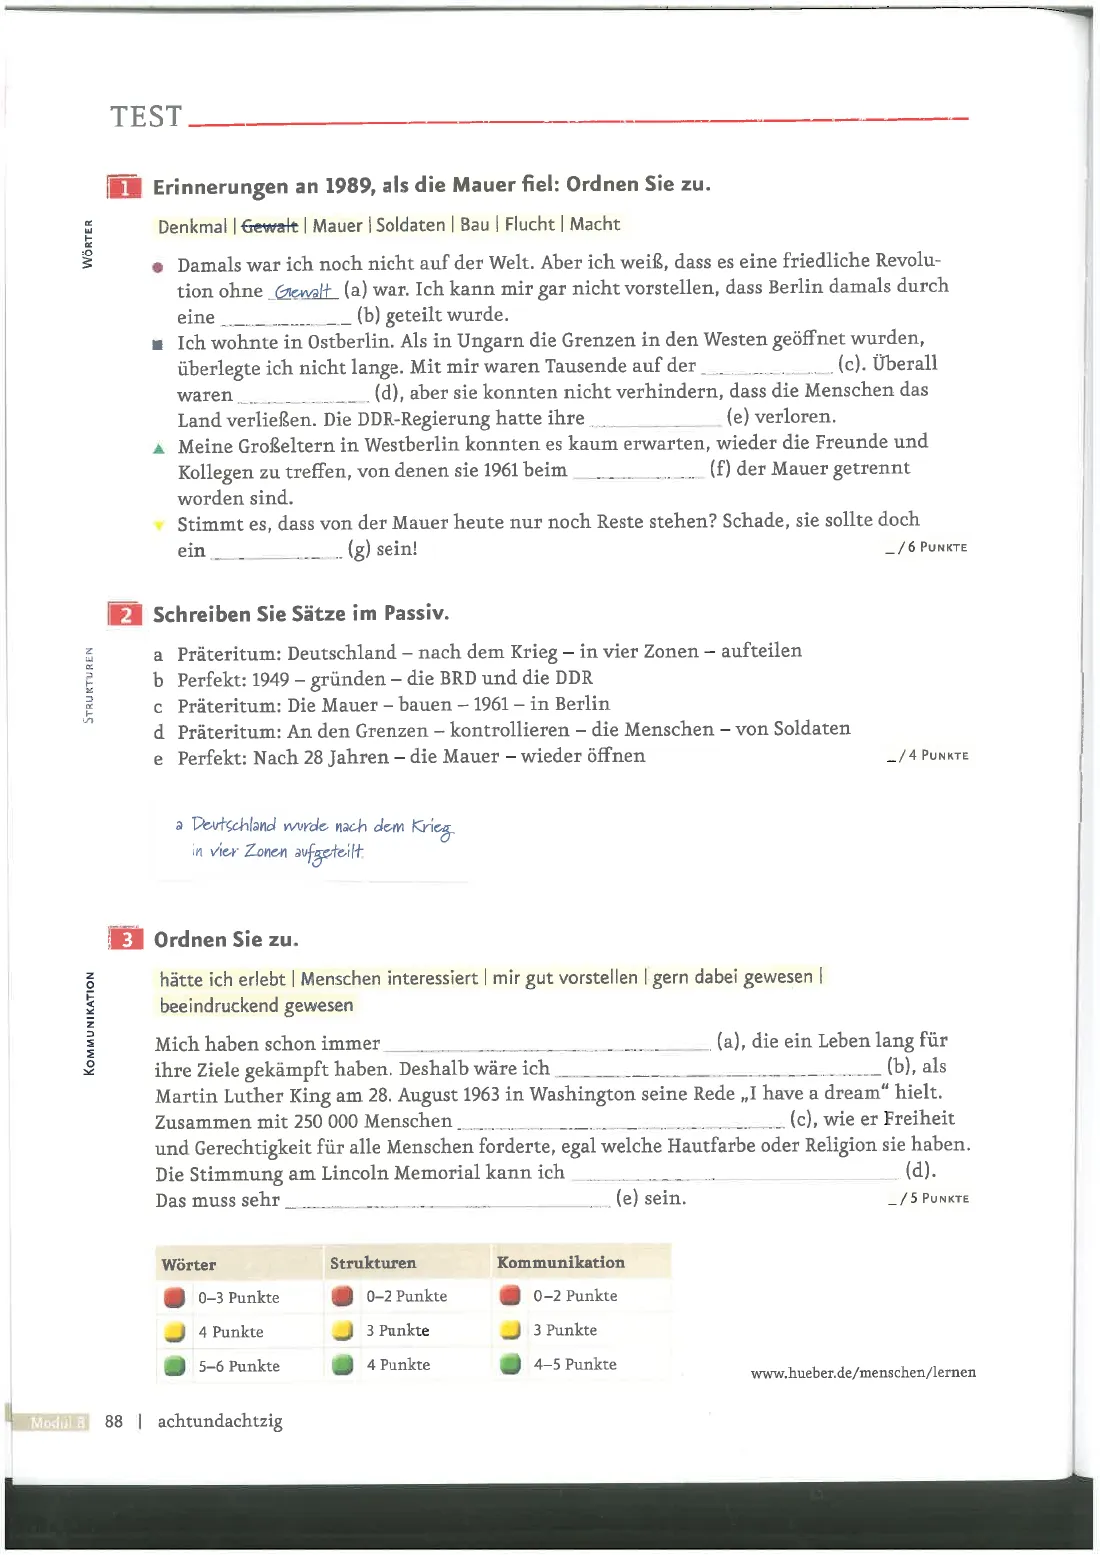 TEST
1 Erinnerungen an 1989, als die Mauer fiel: Ordnen Sie zu.
WÖRTER
Denkmal | Gewalt | Mauer | Soldaten | Bau | Flucht | Macht
● Damals war ich noch nicht auf der Welt. Aber ich weiß, dass es eine friedliche Revolu-
tion ohne Gewalt (a) war. Ich kann mir gar nicht vorstellen, dass Berlin damals durch
eine ____________ (b) geteilt wurde.
■ Ich wohnte in Ostberlin. Als in Ungarn die Grenzen in den Westen geöffnet wurden,
überlegte ich nicht lange. Mit mir waren Tausende auf der ____________ (c). Überall
waren ____________ (d), aber sie konnten nicht verhindern, dass die Menschen das
Land verließen. Die DDR-Regierung hatte ihre ____________ (e) verloren.
▲ Meine Großeltern in Westberlin konnten es kaum erwarten, wieder die Freunde und
Kollegen zu treffen, von denen sie 1961 beim ____________ (f) der Mauer getrennt
worden sind.
▼ Stimmt es, dass von der Mauer heute nur noch Reste stehen? Schade, sie sollte doch
ein ____________ (g) sein!
_/6 PUNKTE
2 Schreiben Sie Sätze im Passiv.
STRUKTUREN
a Präteritum: Deutschland – nach dem Krieg – in vier Zonen – aufteilen
b Perfekt: 1949 – gründen – die BRD und die DDR
c Präteritum: Die Mauer – bauen – 1961 – in Berlin
d Präteritum: An den Grenzen – kontrollieren – die Menschen – von Soldaten
e Perfekt: Nach 28 Jahren – die Mauer – wieder öffnen
_/4 PUNKTE
a Deutschland wurde nach dem Krieg
in vier Zonen aufgeteilt.
3 Ordnen Sie zu.
KOMMUNIKATION
hätte ich erlebt | Menschen interessiert | mir gut vorstellen | gern dabei gewesen |
beeindruckend gewesen
Mich haben schon immer ____________ (a), die ein Leben lang für
ihre Ziele gekämpft haben. Deshalb wäre ich ____________ (b), als
Martin Luther King am 28. August 1963 in Washington seine Rede „I have a dream“ hielt.
Zusammen mit 250 000 Menschen ____________ (c), wie er Freiheit
und Gerechtigkeit für alle Menschen forderte, egal welche Hautfarbe oder Religion sie haben.
Die Stimmung am Lincoln Memorial kann ich ____________ (d).
Das muss sehr ____________ (e) sein.
_/5 PUNKTE
Wörter Strukturen Kommunikation
0–3 Punkte 0–2 Punkte 0–2 Punkte
4 Punkte 3 Punkte 3 Punkte
5–6 Punkte 4 Punkte 4–5 Punkte
www.hueber.de/menschen/lernen
Modul 8 88 | achtundachtzig